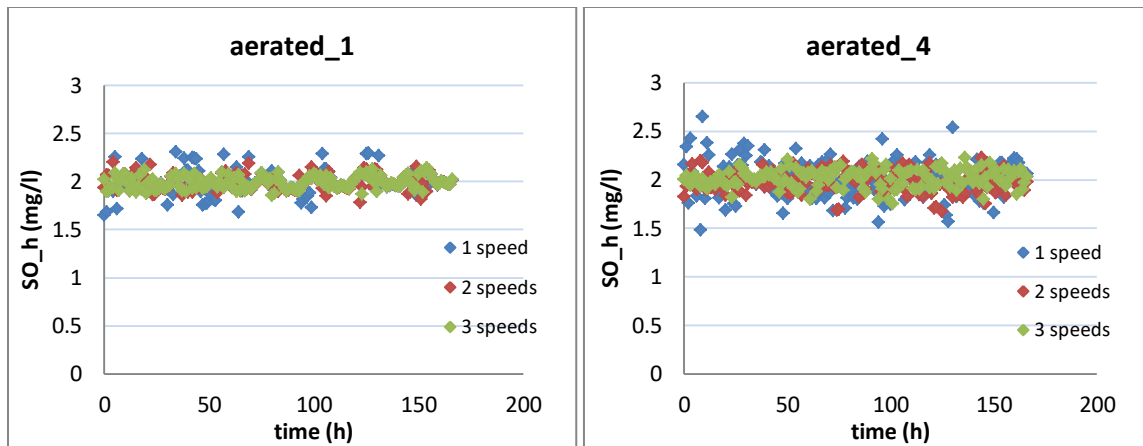 aerated_1
3
2.5
2
1.5
1
0.5
0
SO_h (mg/l)
0 50 100 150 200
time (h)
1 speed
2 speeds
3 speeds
aerated_4
3
2.5
2
1.5
1
0.5
0
SO_h (mg/l)
0 50 100 150 200
time (h)
1 speed
2 speeds
3 speeds